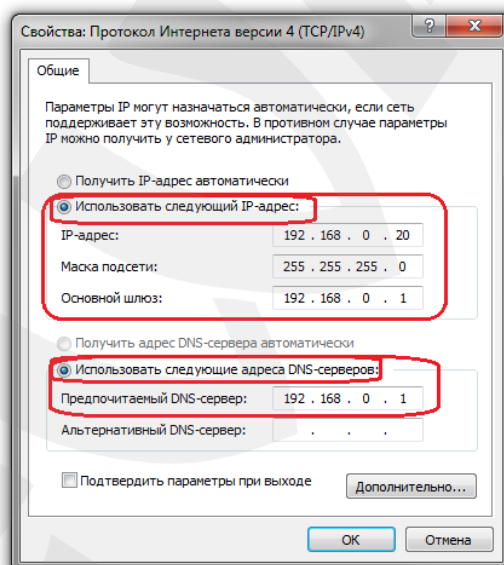 Свойства: Протокол Интернета версии 4 (TCP/IPv4)
Общие
Параметры IP могут назначаться автоматически, если сеть
поддерживает эту возможность. В противном случае параметры
IP можно получить у сетевого администратора.
Получить IP-адрес автоматически
Использовать следующий IP-адрес:
IP-адрес: 192 . 168 . 0 . 20
Маска подсети: 255 . 255 . 255 . 0
Основной шлюз: 192 . 168 . 0 . 1
Получить адрес DNS-сервера автоматически
Использовать следующие адреса DNS-серверов:
Предпочитаемый DNS-сервер: 192 . 168 . 0 . 1
Альтернативный DNS-сервер: . . .
Подтвердить параметры при выходе
Дополнительно...
ОК Отмена